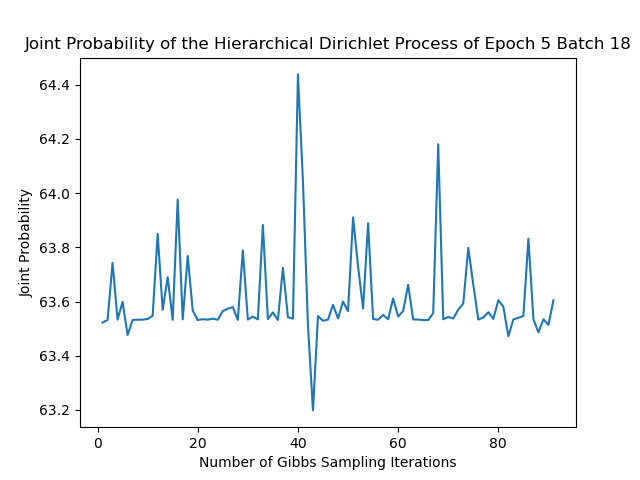 Joint Probability of the Hierarchical Dirichlet Process of Epoch 5 Batch 18
64.4
64.2
64.0
63.8
63.6
63.4
63.2
Joint Probability
0 20 40 60 80
Number of Gibbs Sampling Iterations